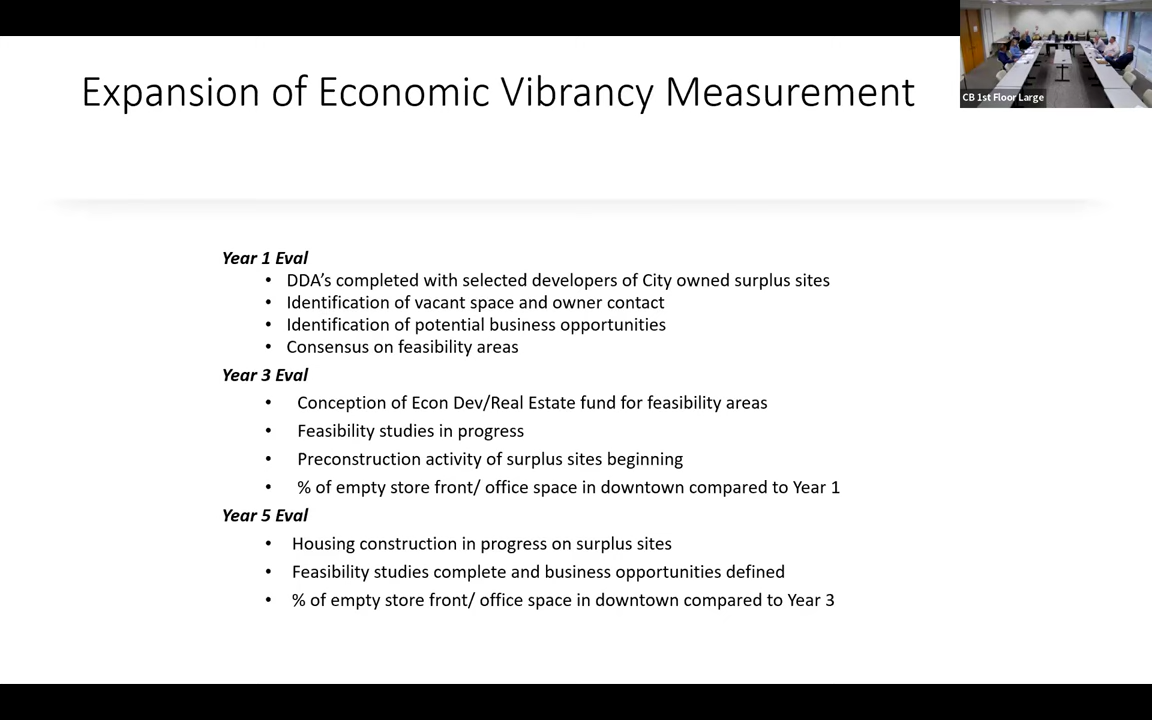 Expansion of Economic Vibrancy Measurement
CB 1st Floor Large
Year 1 Eval
• DDA’s completed with selected developers of City owned surplus sites
• Identification of vacant space and owner contact
• Identification of potential business opportunities
• Consensus on feasibility areas
Year 3 Eval
• Conception of Econ Dev/Real Estate fund for feasibility areas
• Feasibility studies in progress
• Preconstruction activity of surplus sites beginning
• % of empty store front/ office space in downtown compared to Year 1
Year 5 Eval
• Housing construction in progress on surplus sites
• Feasibility studies complete and business opportunities defined
• % of empty store front/ office space in downtown compared to Year 3